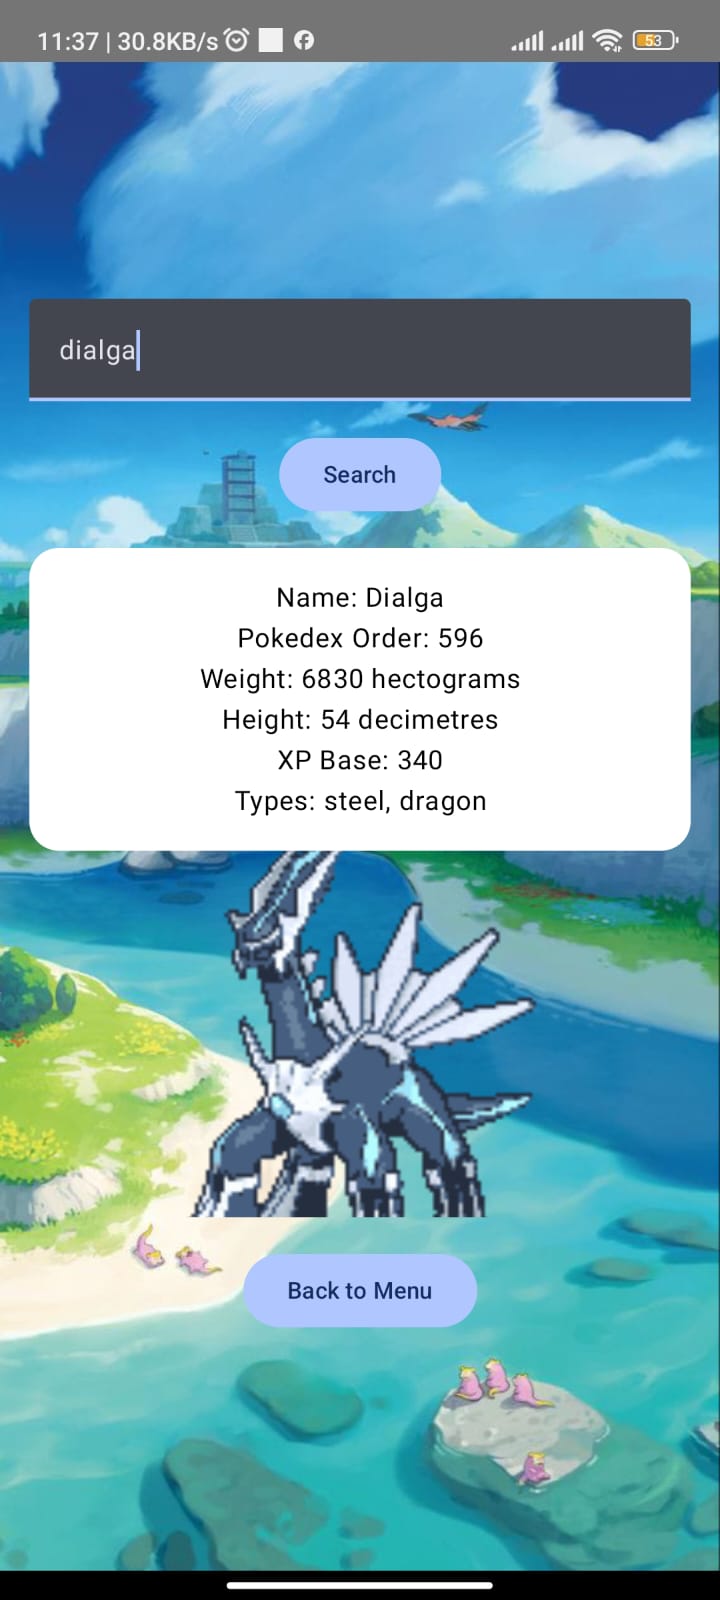 11:37 | 30.8KB/s
53
dialga
Search
Name: Dialga
Pokedex Order: 596
Weight: 6830 hectograms
Height: 54 decimetres
XP Base: 340
Types: steel, dragon
Back to Menu